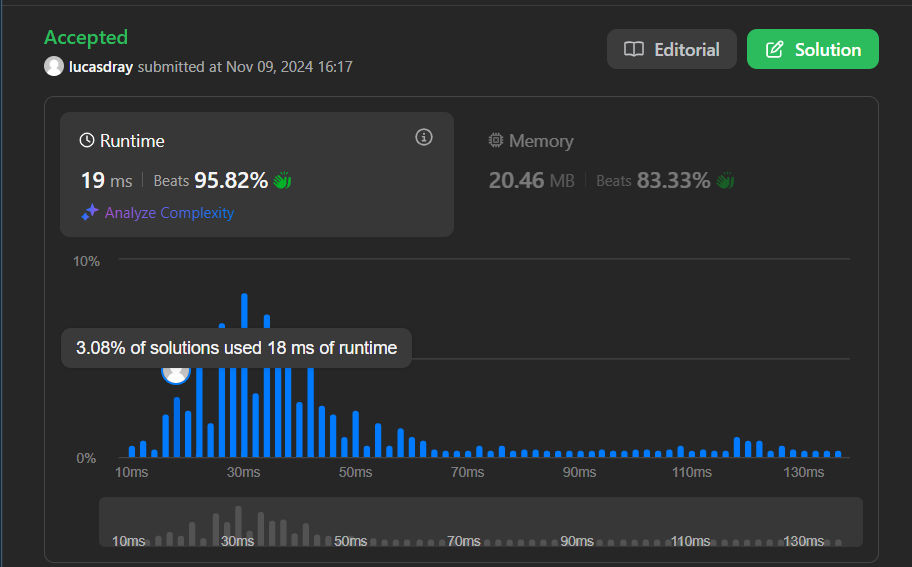 Accepted
lucasdray submitted at Nov 09, 2024 16:17
Editorial
Solution
Runtime
19 ms | Beats 95.82%
Analyze Complexity
Memory
20.46 MB | Beats 83.33%
10%
3.08% of solutions used 18 ms of runtime
0%
10ms 30ms 50ms 70ms 90ms 110ms 130ms
10ms 30ms 50ms 70ms 90ms 110ms 130ms